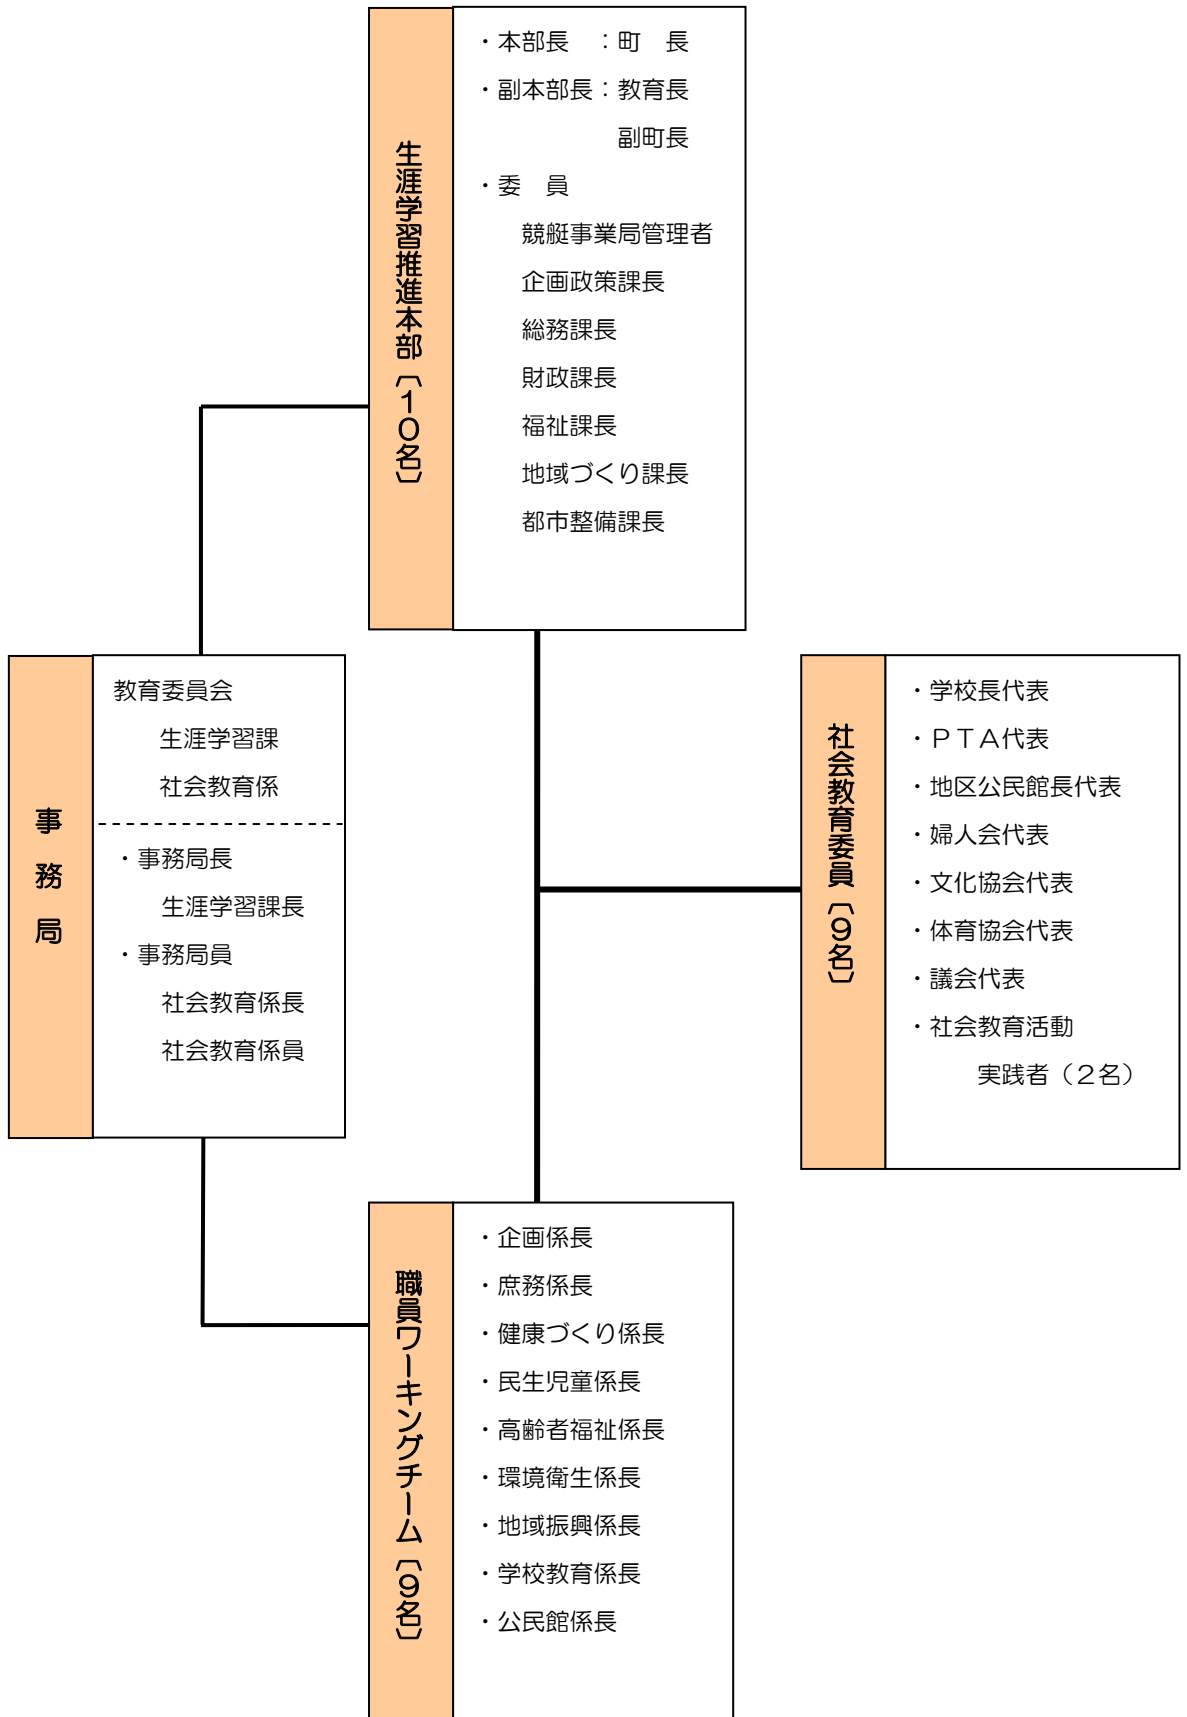 生涯学習推進本部〔１０名〕
・本部長　：町　長
・副本部長：教育長
副町長
・委　員
競艇事業局管理者
企画政策課長
総務課長
財政課長
福祉課長
地域づくり課長
都市整備課長
事務局
教育委員会
生涯学習課
社会教育係
・事務局長
生涯学習課長
・事務局員
社会教育係長
社会教育係員
社会教育委員〔９名〕
・学校長代表
・ＰＴＡ代表
・地区公民館長代表
・婦人会代表
・文化協会代表
・体育協会代表
・議会代表
・社会教育活動
実践者（２名）
職員ワーキングチーム〔９名〕
・企画係長
・庶務係長
・健康づくり係長
・民生児童係長
・高齢者福祉係長
・環境衛生係長
・地域振興係長
・学校教育係長
・公民館係長